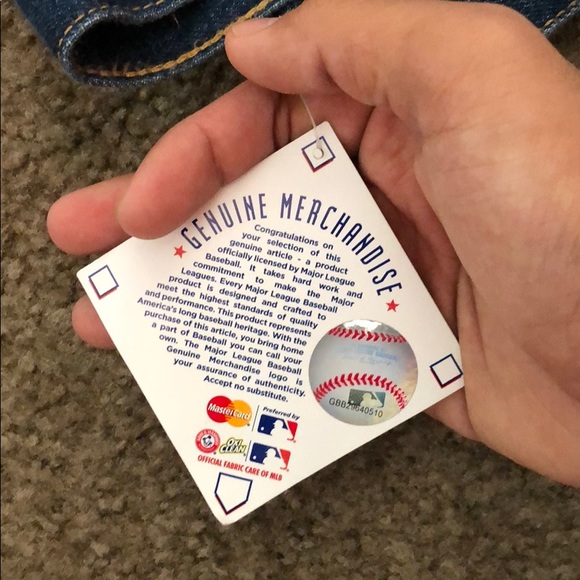 GENUINE MERCHANDISE
Congratulations on
your selection of this
genuine article - a product
officially licensed by Major League
Baseball. It takes hard work and
commitment to make the Major
Leagues. Every Major League Baseball
product is designed and crafted to
meet the highest standards of quality
and performance. This product represents
America's long baseball heritage. With the
purchase of this article, you bring home
a part of Baseball you can call your
own. The Major League Baseball
Genuine Merchandise logo is
your assurance of authenticity.
Accept no substitute.
MasterCard
Preferred by
OXI
CLEAN
OFFICIAL FABRIC CARE OF MLB